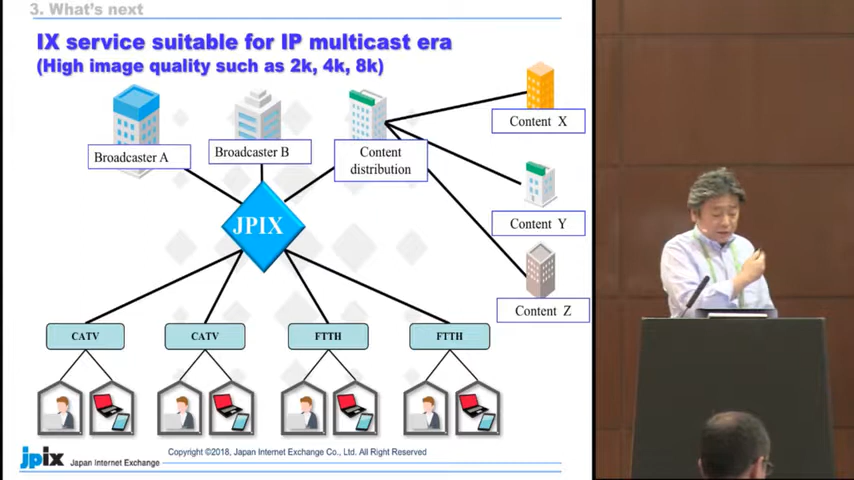 3. What's next
IX service suitable for IP multicast era
(High image quality such as 2k, 4k, 8k)
Broadcaster A
Broadcaster B
Content
distribution
Content X
Content Y
Content Z
JPIX
CATV
CATV
FTTH
FTTH
jpix
Japan Internet Exchange
Copyright ©2018, Japan Internet Exchange Co., Ltd. All Right Reserved